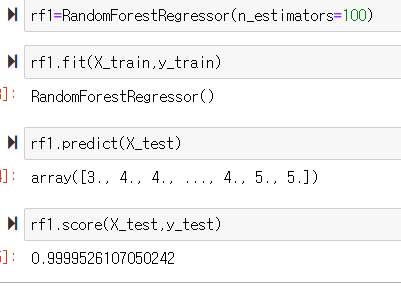 rf1=RandomForestRegressor(n_estimators=100)
rf1.fit(X_train,y_train)
]:
RandomForestRegressor()
rf1.predict(X_test)
]:
array([3., 4., 4., ..., 4., 5., 5.])
rf1.score(X_test,y_test)
]:
0.9999526107050242